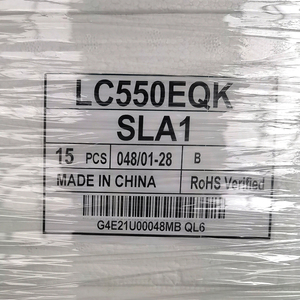 LC550EQK
SLA1
15 PCS 048/01-28 B
MADE IN CHINA RoHS Verified
G4E21U00048MB QL6